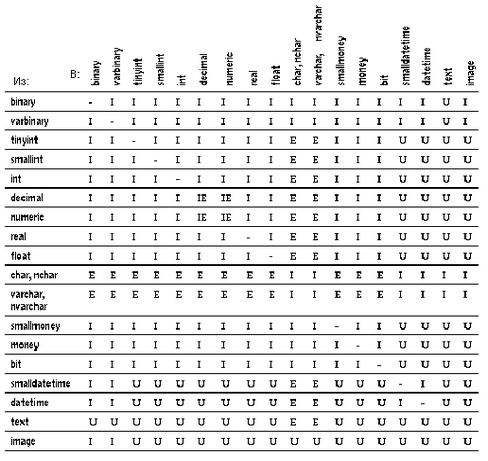 Из: В: binary varbinary tinyint smallint int decimal numeric real float char, nchar varchar, nvarchar smallmoney money bit smalldatetime datetime text image
binary - I I I I I I I I I I I I I I I U I
varbinary I - I I I I I I I I I I I I I I U I
tinyint I I - I I I I I I E E I I I U U U U
smallint I I I - I I I I I E E I I I U U U U
int I I I I - I I I I E E I I I U U U U
decimal I I I I I IE IE I I E E I I I U U U U
numeric I I I I I IE IE I I E E I I I U U U U
real I I I I I I I - I E E I I I U U U U
float I I I I I I I I - E E I I I U U U U
char, nchar E E E E E E E E E I I E E E I I I I
varchar, E E E E E E E E E I I E E E I I I I
nvarchar
smallmoney I I I I I I I I I I I - I I U U U U
money I I I I I I I I I I I I - I U U U U
bit I I I I I I I I I I I I I - U U U U
smalldatetime I I U U U U U U U E E U U U - I U U
datetime I I U U U U U U U E E U U U I - U U
text U U U U U U U U U E E U U U U U U U
image I I U U U U U U U U U U U U U U U U